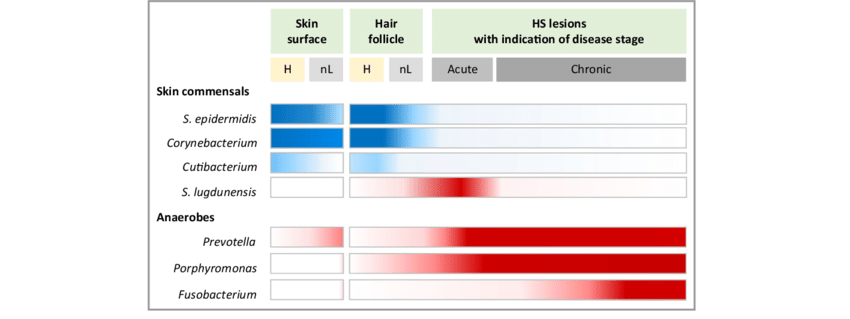 Skin
surface
Hair
follicle
HS lesions
with indication of disease stage
H
nL
H
nL
Acute
Chronic
Skin commensals
S. epidermidis
Corynebacterium
Cutibacterium
S. lugdunensis
Anaerobes
Prevotella
Porphyromonas
Fusobacterium